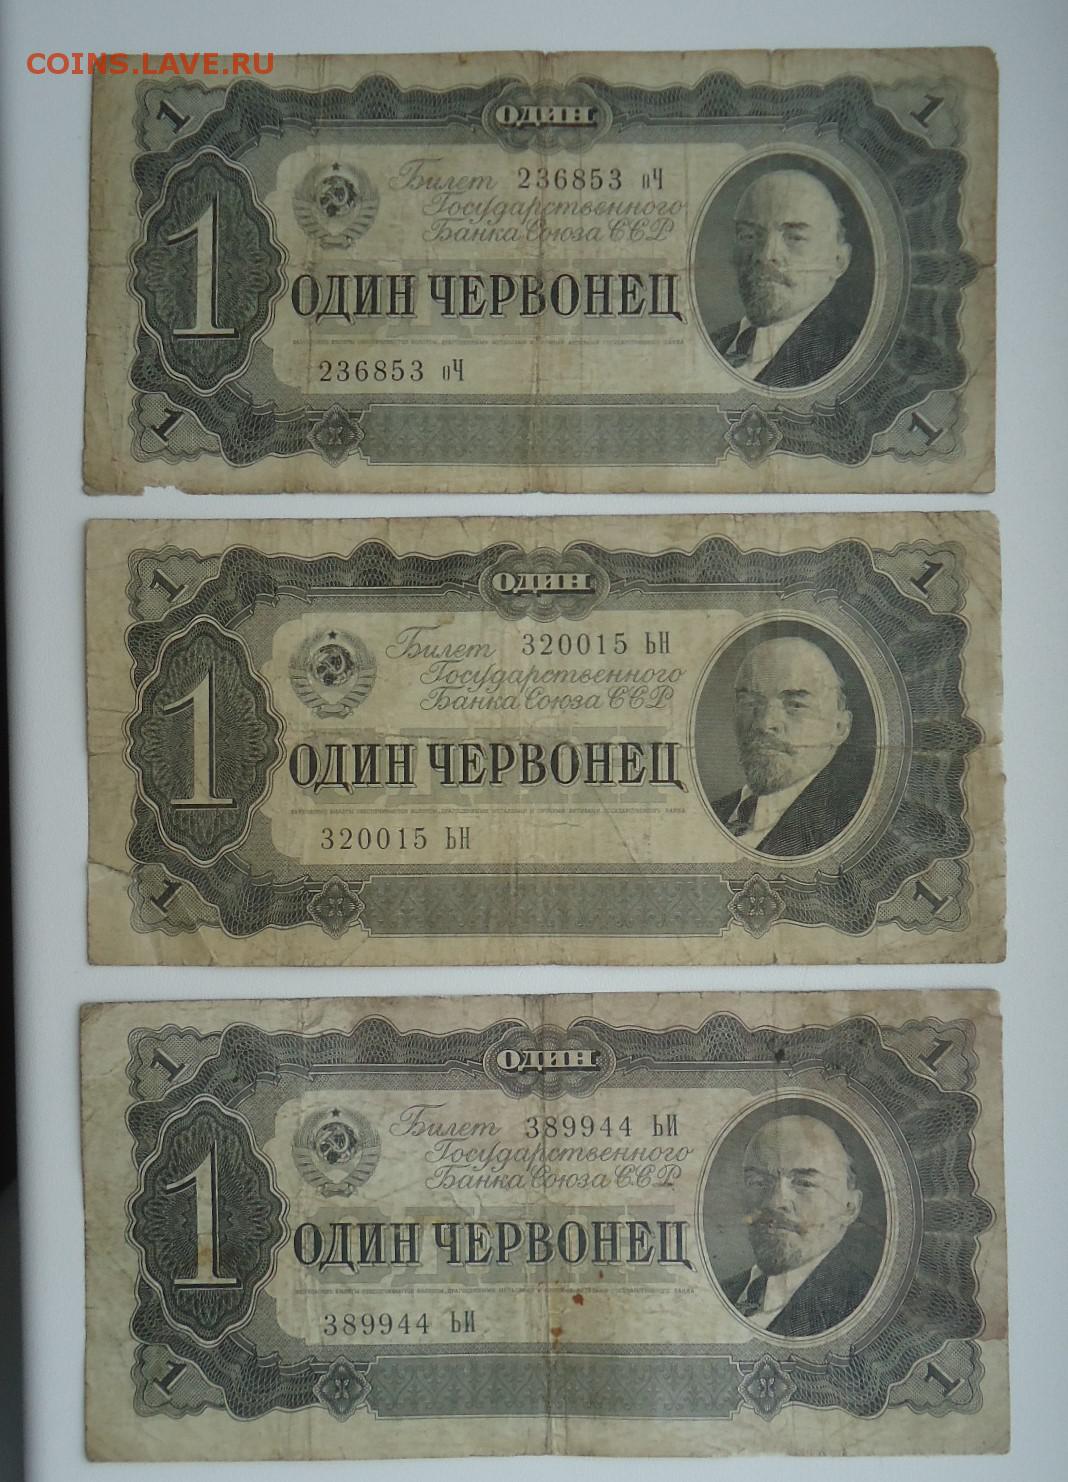 COINS.LAVE.RU
1 ОДИН 1
Билет 236853 пЧ
Государственного
Банка Союза ССР
1 ОДИН ЧЕРВОНЕЦ
236853 пЧ
1 1
1 ОДИН 1
Билет 320015 ЬН
Государственного
Банка Союза ССР
1 ОДИН ЧЕРВОНЕЦ
320015 ЬН
1 1
1 ОДИН 1
Билет 389944 ЬИ
Государственного
Банка Союза ССР
1 ОДИН ЧЕРВОНЕЦ
389944 ЬИ
1 1